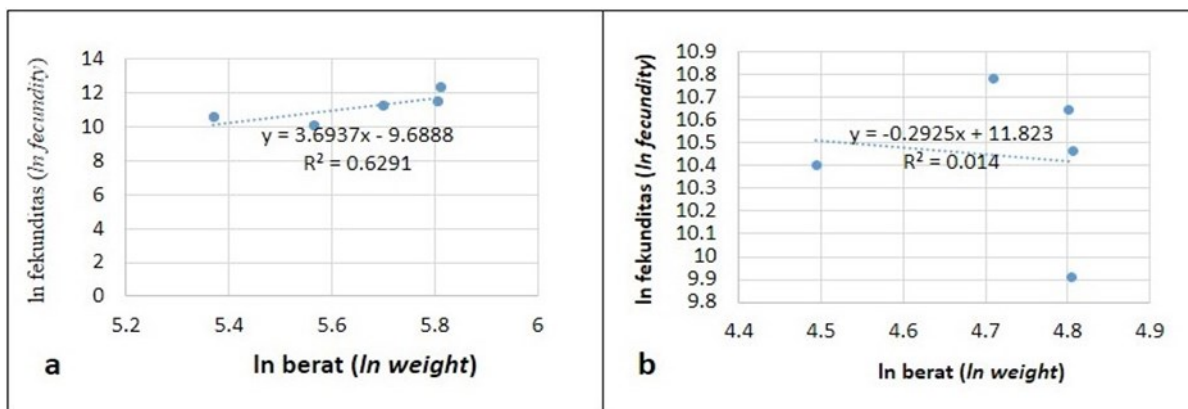 ln fekunditas (ln fecundity)
14
12
10
8
6
4
2
0
y = 3.6937x - 9.6888
R² = 0.6291
5.2 5.4 5.6 5.8 6
a
ln berat (ln weight)
ln fekunditas (ln fecundity)
10.9
10.8
10.7
10.6
10.5
10.4
10.3
10.2
10.1
10
9.9
9.8
y = -0.2925x + 11.823
R² = 0.014
4.4 4.5 4.6 4.7 4.8 4.9
b
ln berat (ln weight)